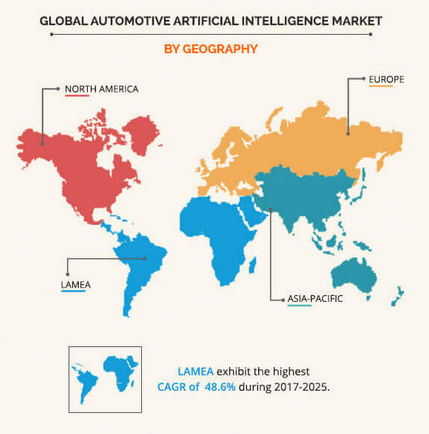 GLOBAL AUTOMOTIVE ARTIFICIAL INTELLIGENCE MARKET
BY GEOGRAPHY
EUROPE
NORTH AMERICA
LAMEA
ASIA-PACIFIC
LAMEA exhibit the highest
CAGR of 48.6% during 2017-2025.